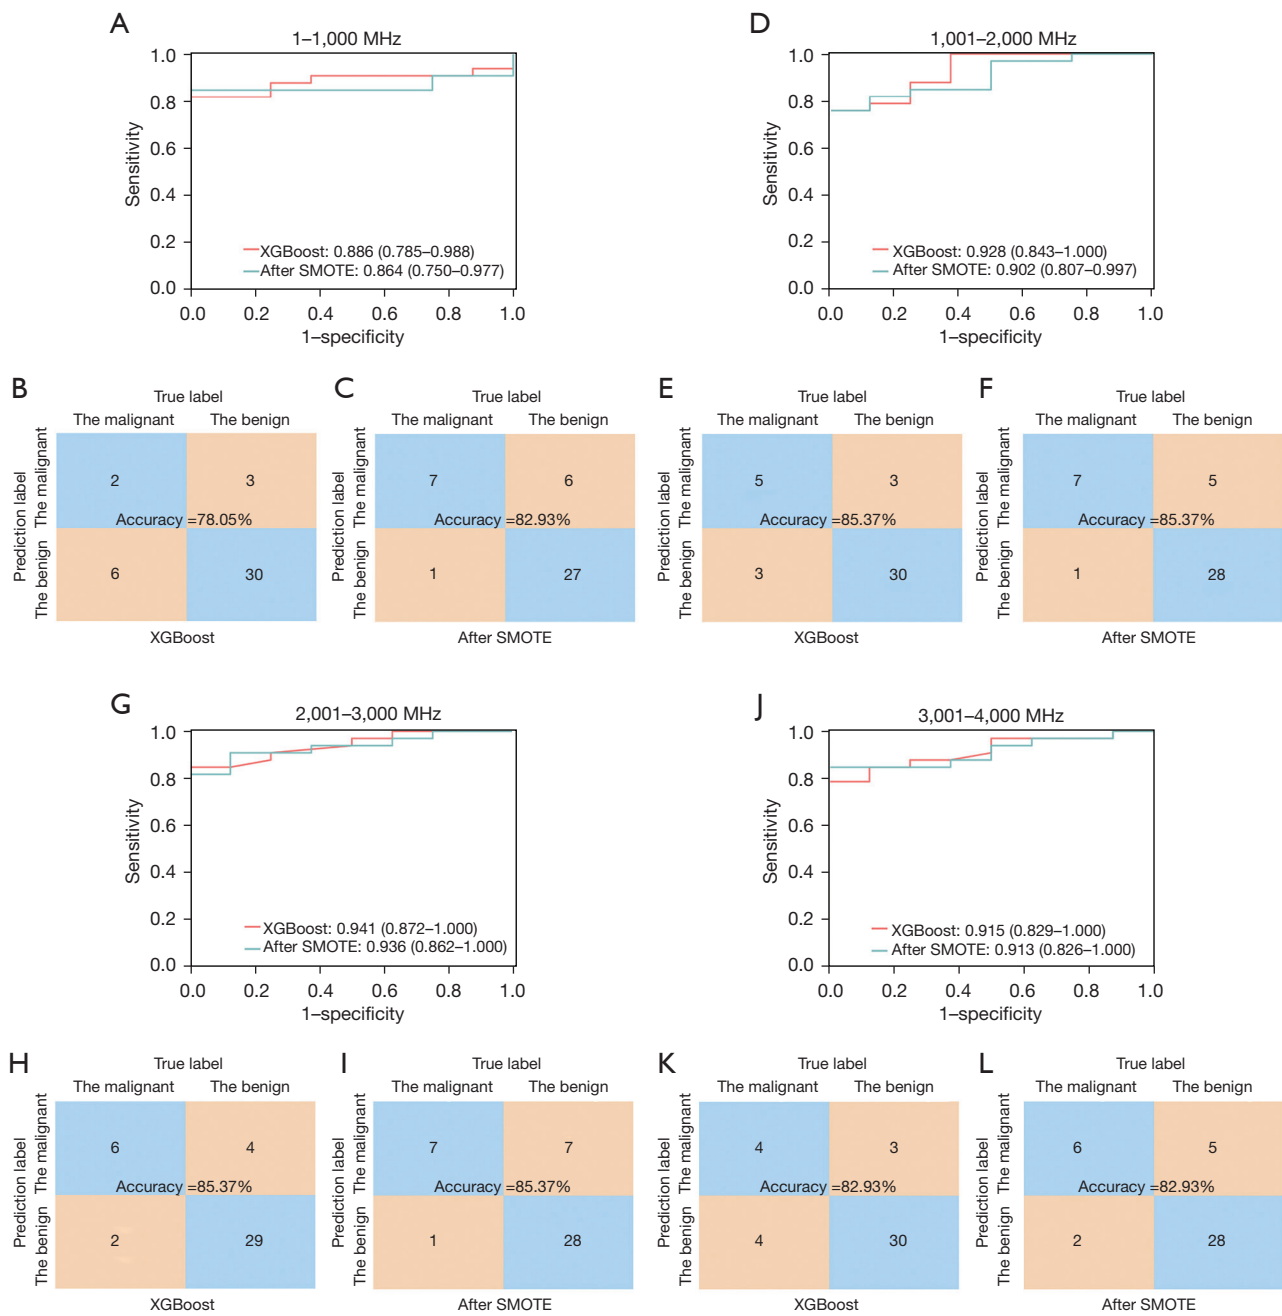 A
1–1,000 MHz
1.0
0.8
0.6
0.4
0.2
0.0
Sensitivity
XGBoost: 0.886 (0.785–0.988)
After SMOTE: 0.864 (0.750–0.977)
0.0 0.2 0.4 0.6 0.8 1.0
1–specificity
D
1,001–2,000 MHz
1.0
0.8
0.6
0.4
0.2
0.0
Sensitivity
XGBoost: 0.928 (0.843–1.000)
After SMOTE: 0.902 (0.807–0.997)
0.0 0.2 0.4 0.6 0.8 1.0
1–specificity
B
True label
The malignant The benign
Prediction label
The benign The malignant
2 3
Accuracy =78.05%
6 30
XGBoost
C
True label
The malignant The benign
Prediction label
The benign The malignant
7 6
Accuracy =82.93%
1 27
After SMOTE
E
True label
The malignant The benign
Prediction label
The benign The malignant
5 3
Accuracy =85.37%
3 30
XGBoost
F
True label
The malignant The benign
Prediction label
The benign The malignant
7 5
Accuracy =85.37%
1 28
After SMOTE
G
2,001–3,000 MHz
1.0
0.8
0.6
0.4
0.2
0.0
Sensitivity
XGBoost: 0.941 (0.872–1.000)
After SMOTE: 0.936 (0.862–1.000)
0.0 0.2 0.4 0.6 0.8 1.0
1–specificity
J
3,001–4,000 MHz
1.0
0.8
0.6
0.4
0.2
0.0
Sensitivity
XGBoost: 0.915 (0.829–1.000)
After SMOTE: 0.913 (0.826–1.000)
0.0 0.2 0.4 0.6 0.8 1.0
1–specificity
H
True label
The malignant The benign
Prediction label
The benign The malignant
6 4
Accuracy =85.37%
2 29
XGBoost
I
True label
The malignant The benign
Prediction label
The benign The malignant
7 7
Accuracy =85.37%
1 28
After SMOTE
K
True label
The malignant The benign
Prediction label
The benign The malignant
4 3
Accuracy =82.93%
4 30
XGBoost
L
True label
The malignant The benign
Prediction label
The benign The malignant
6 5
Accuracy =82.93%
2 28
After SMOTE